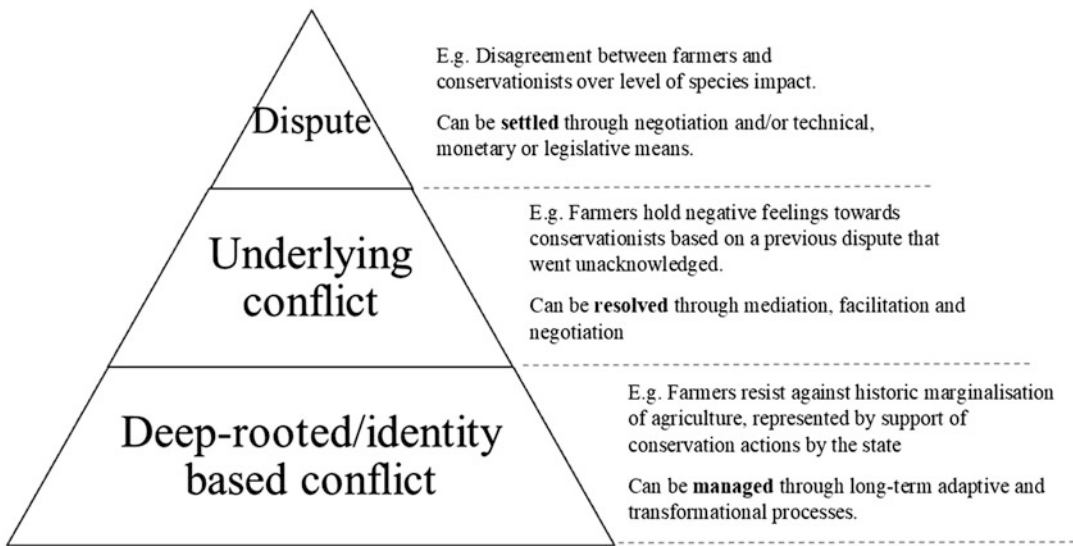 Dispute
E.g. Disagreement between farmers and
conservationists over level of species impact.
Can be settled through negotiation and/or technical,
monetary or legislative means.
Underlying
conflict
E.g. Farmers hold negative feelings towards
conservationists based on a previous dispute that
went unacknowledged.
Can be resolved through mediation, facilitation and
negotiation
Deep-rooted/identity
based conflict
E.g. Farmers resist against historic marginalisation
of agriculture, represented by support of
conservation actions by the state
Can be managed through long-term adaptive and
transformational processes.